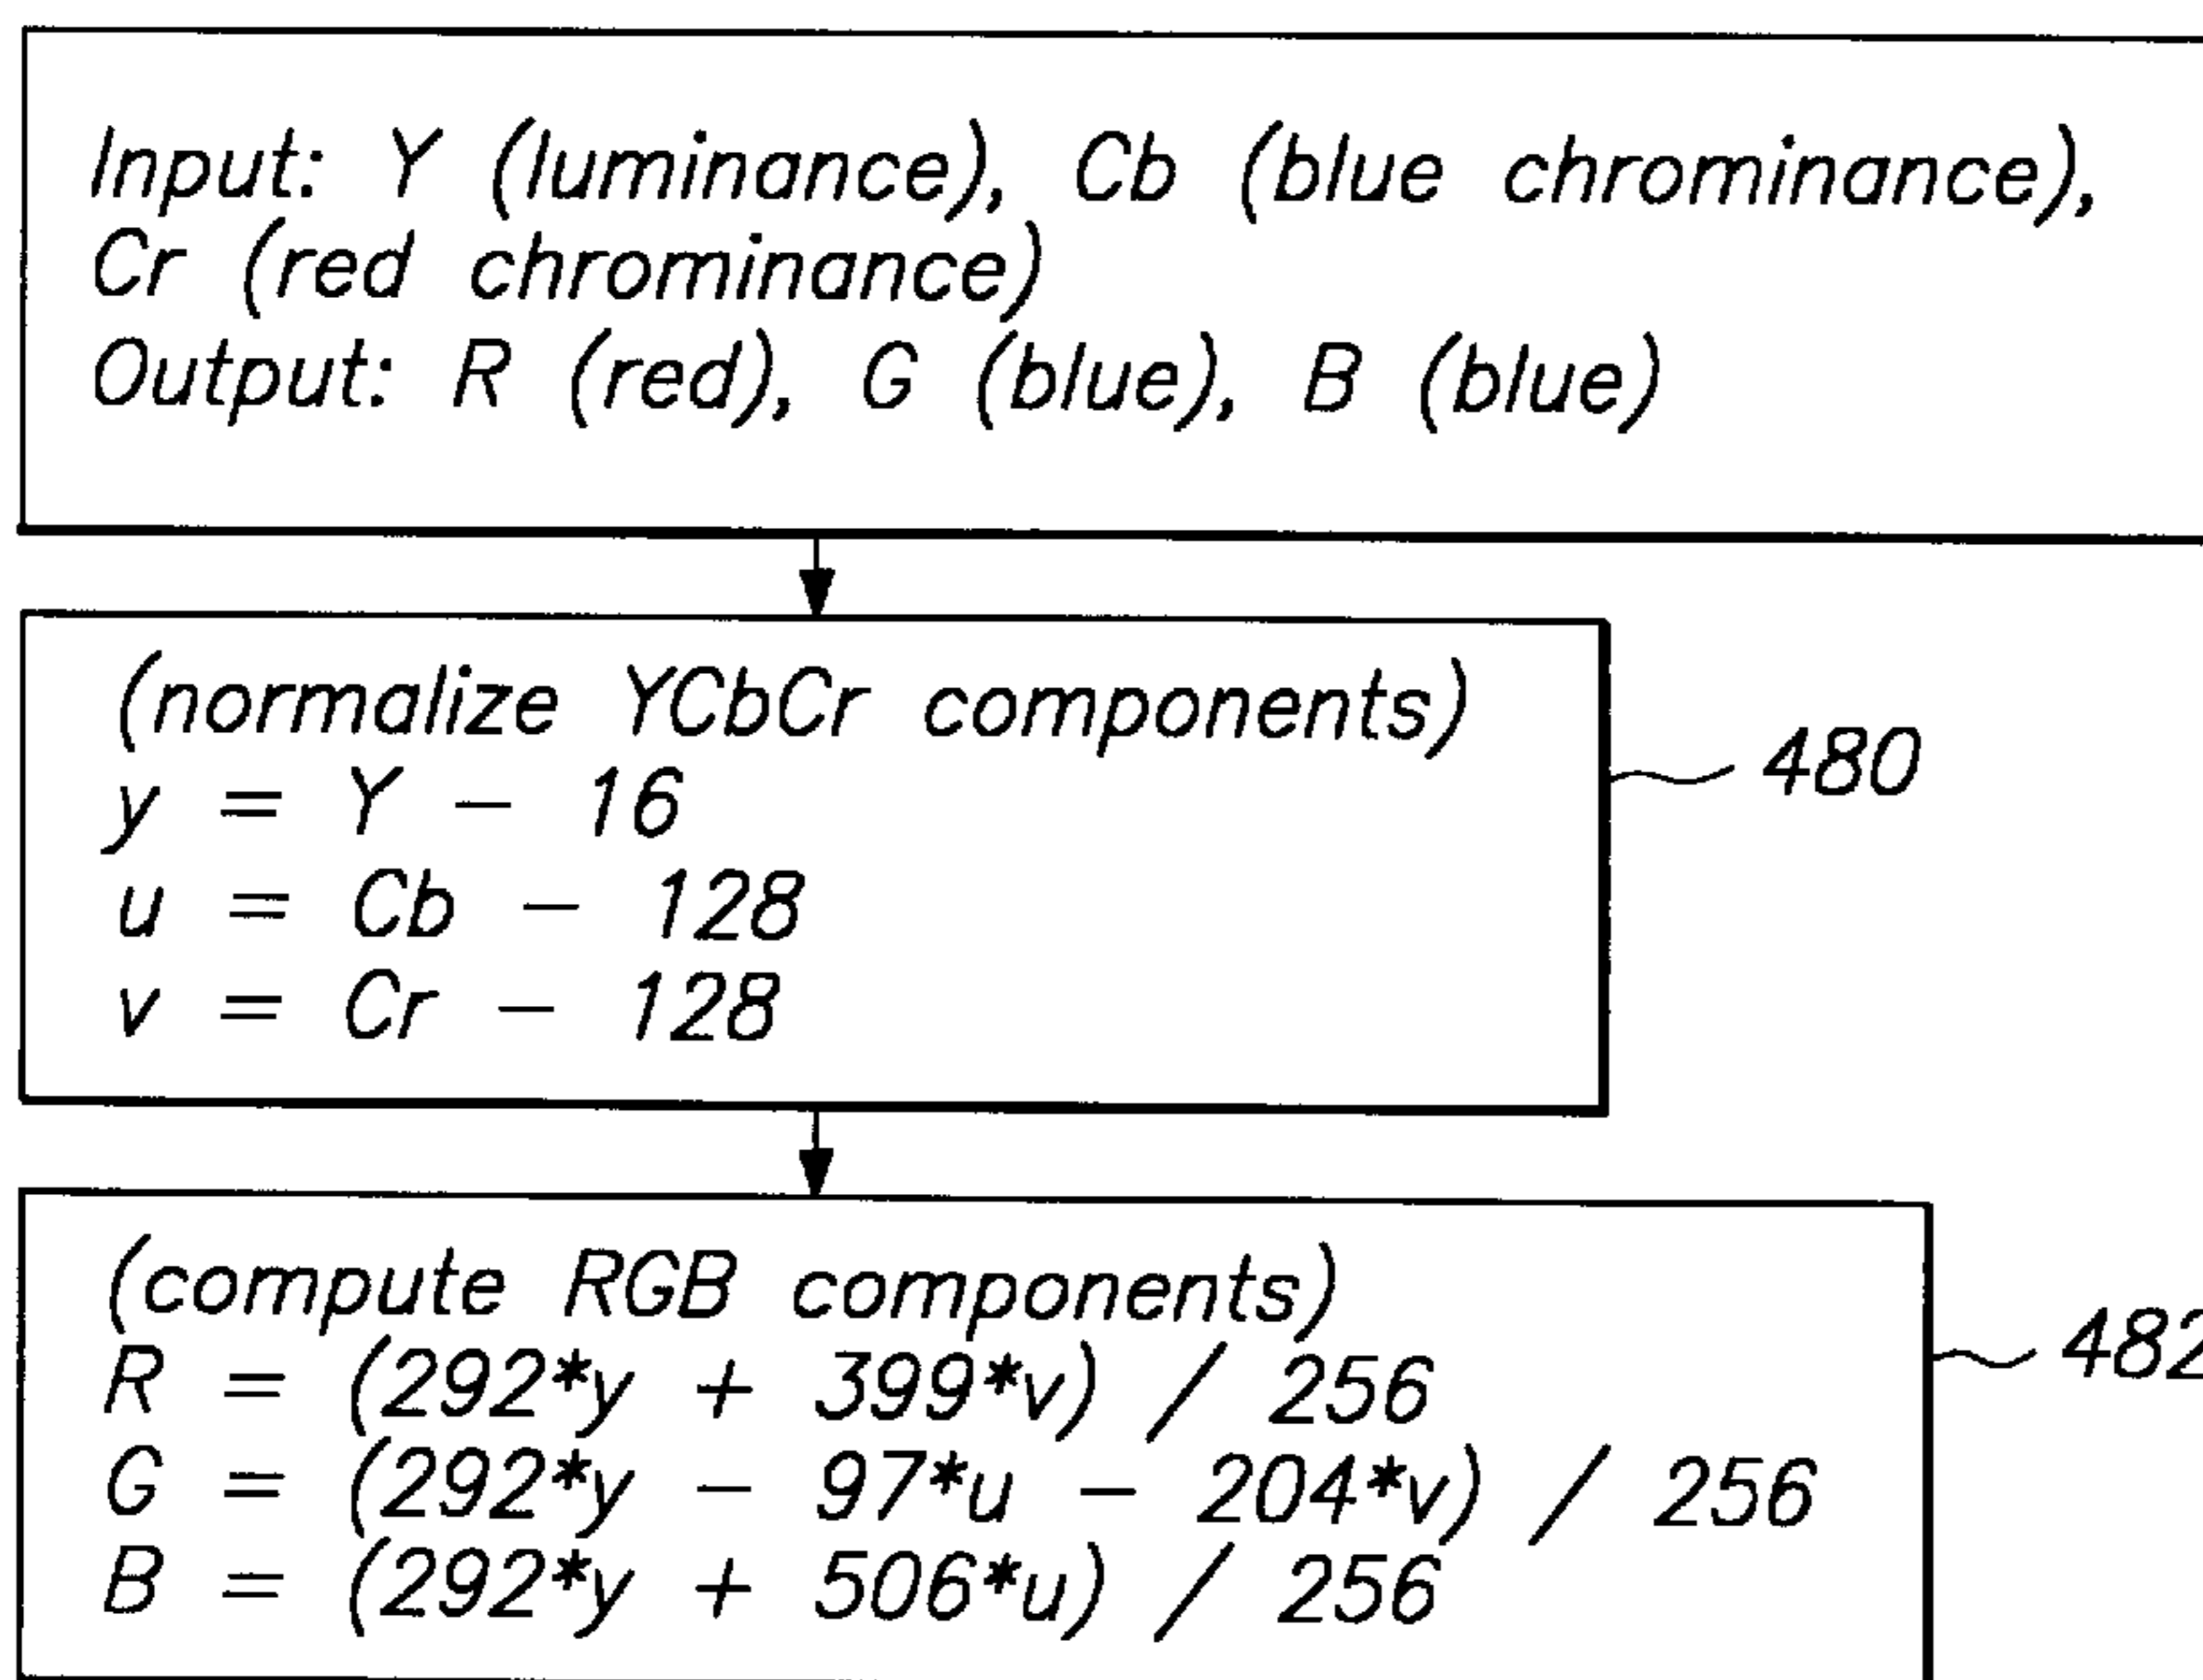 Input: Y (luminance), Cb (blue chrominance),
Cr (red chrominance)
Output: R (red), G (blue), B (blue)
(normalize YCbCr components)
480
y = Y - 16
u = Cb - 128
v = Cr - 128
(compute RGB components)
482
R = (292*y + 399*v) / 256
G = (292*y - 97*u - 204*v) / 256
B = (292*y + 506*u) / 256